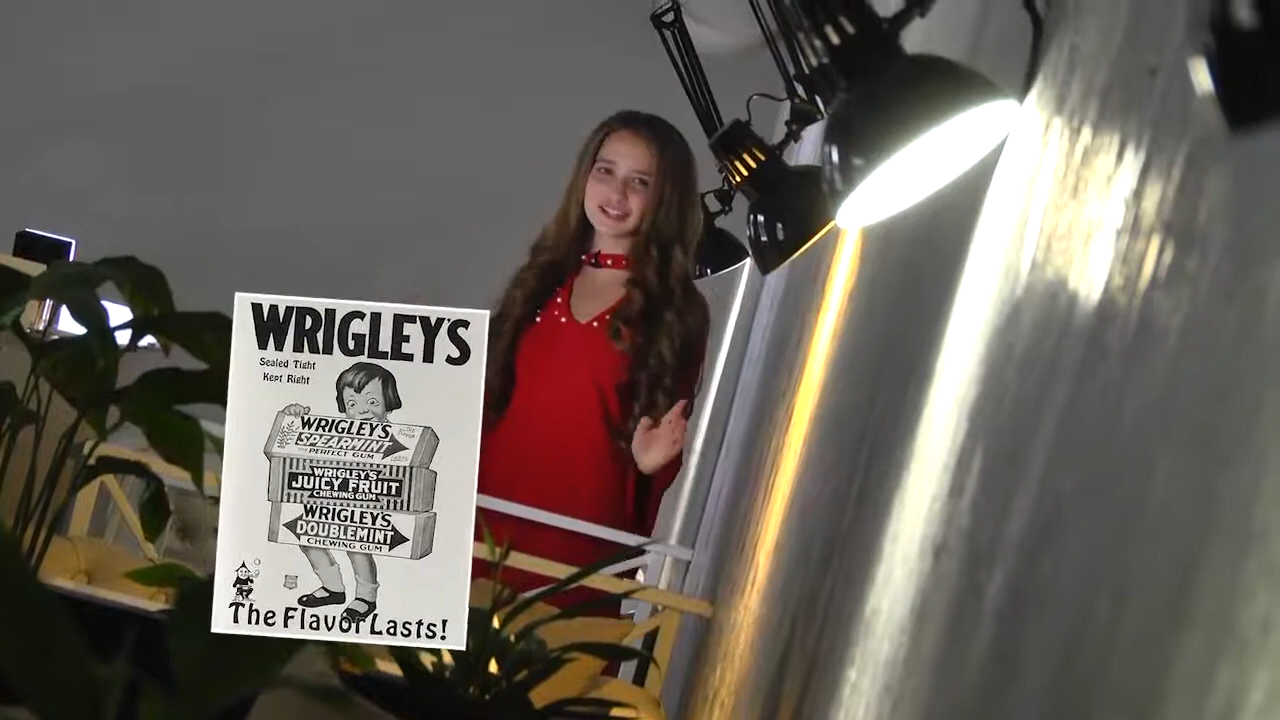 WRIGLEY'S
Sealed Tight
Kept Right
WRIGLEY'S
SPEARMINT
THE PERFECT GUM
WRIGLEY'S
JUICY FRUIT
CHEWING GUM
WRIGLEY'S
DOUBLEMINT
CHEWING GUM
The Flavor Lasts!